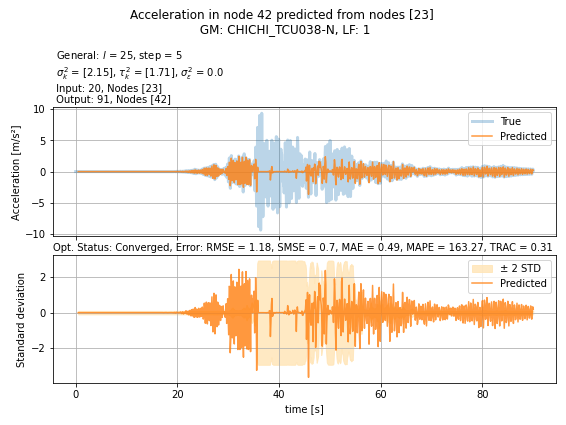 Acceleration in node 42 predicted from nodes [23]
GM: CHICHI_TCU038-N, LF: 1
General: l = 25, step = 5
σ_k^2 = [2.15], τ_k^2 = [1.71], σ_ε^2 = 0.0
Input: 20, Nodes [23]
Output: 91, Nodes [42]
10
5
0
−5
−10
Acceleration [m/s²]
True
Predicted
Opt. Status: Converged, Error: RMSE = 1.18, SMSE = 0.7, MAE = 0.49, MAPE = 163.27, TRAC = 0.31
2
0
−2
Standard deviation
± 2 STD
Predicted
0 20 40 60 80
time [s]